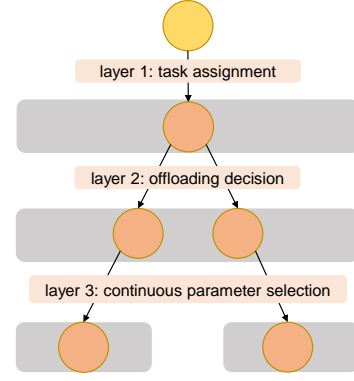 layer 1: task assignment
layer 2: offloading decision
layer 3: continuous parameter selection